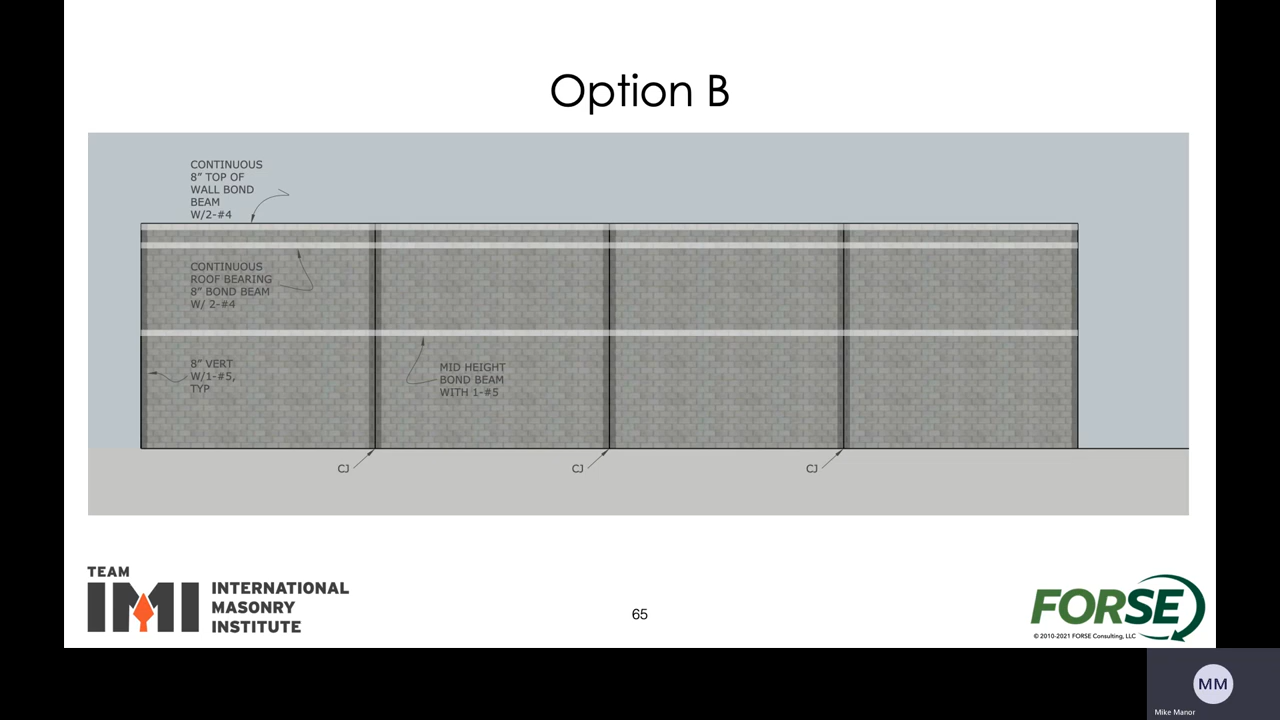 Option B
CONTINUOUS
8" TOP OF
WALL BOND
BEAM
W/2-#4
CONTINUOUS
ROOF BEARING
8" BOND BEAM
W/ 2-#4
8" VERT
W/1-#5,
TYP
MID HEIGHT
BOND BEAM
WITH 1-#5
CJ
CJ
CJ
TEAM
IMI
INTERNATIONAL
MASONRY
INSTITUTE
65
FORSE
© 2010-2021 FORSE Consulting, LLC
MM
Mike Manor